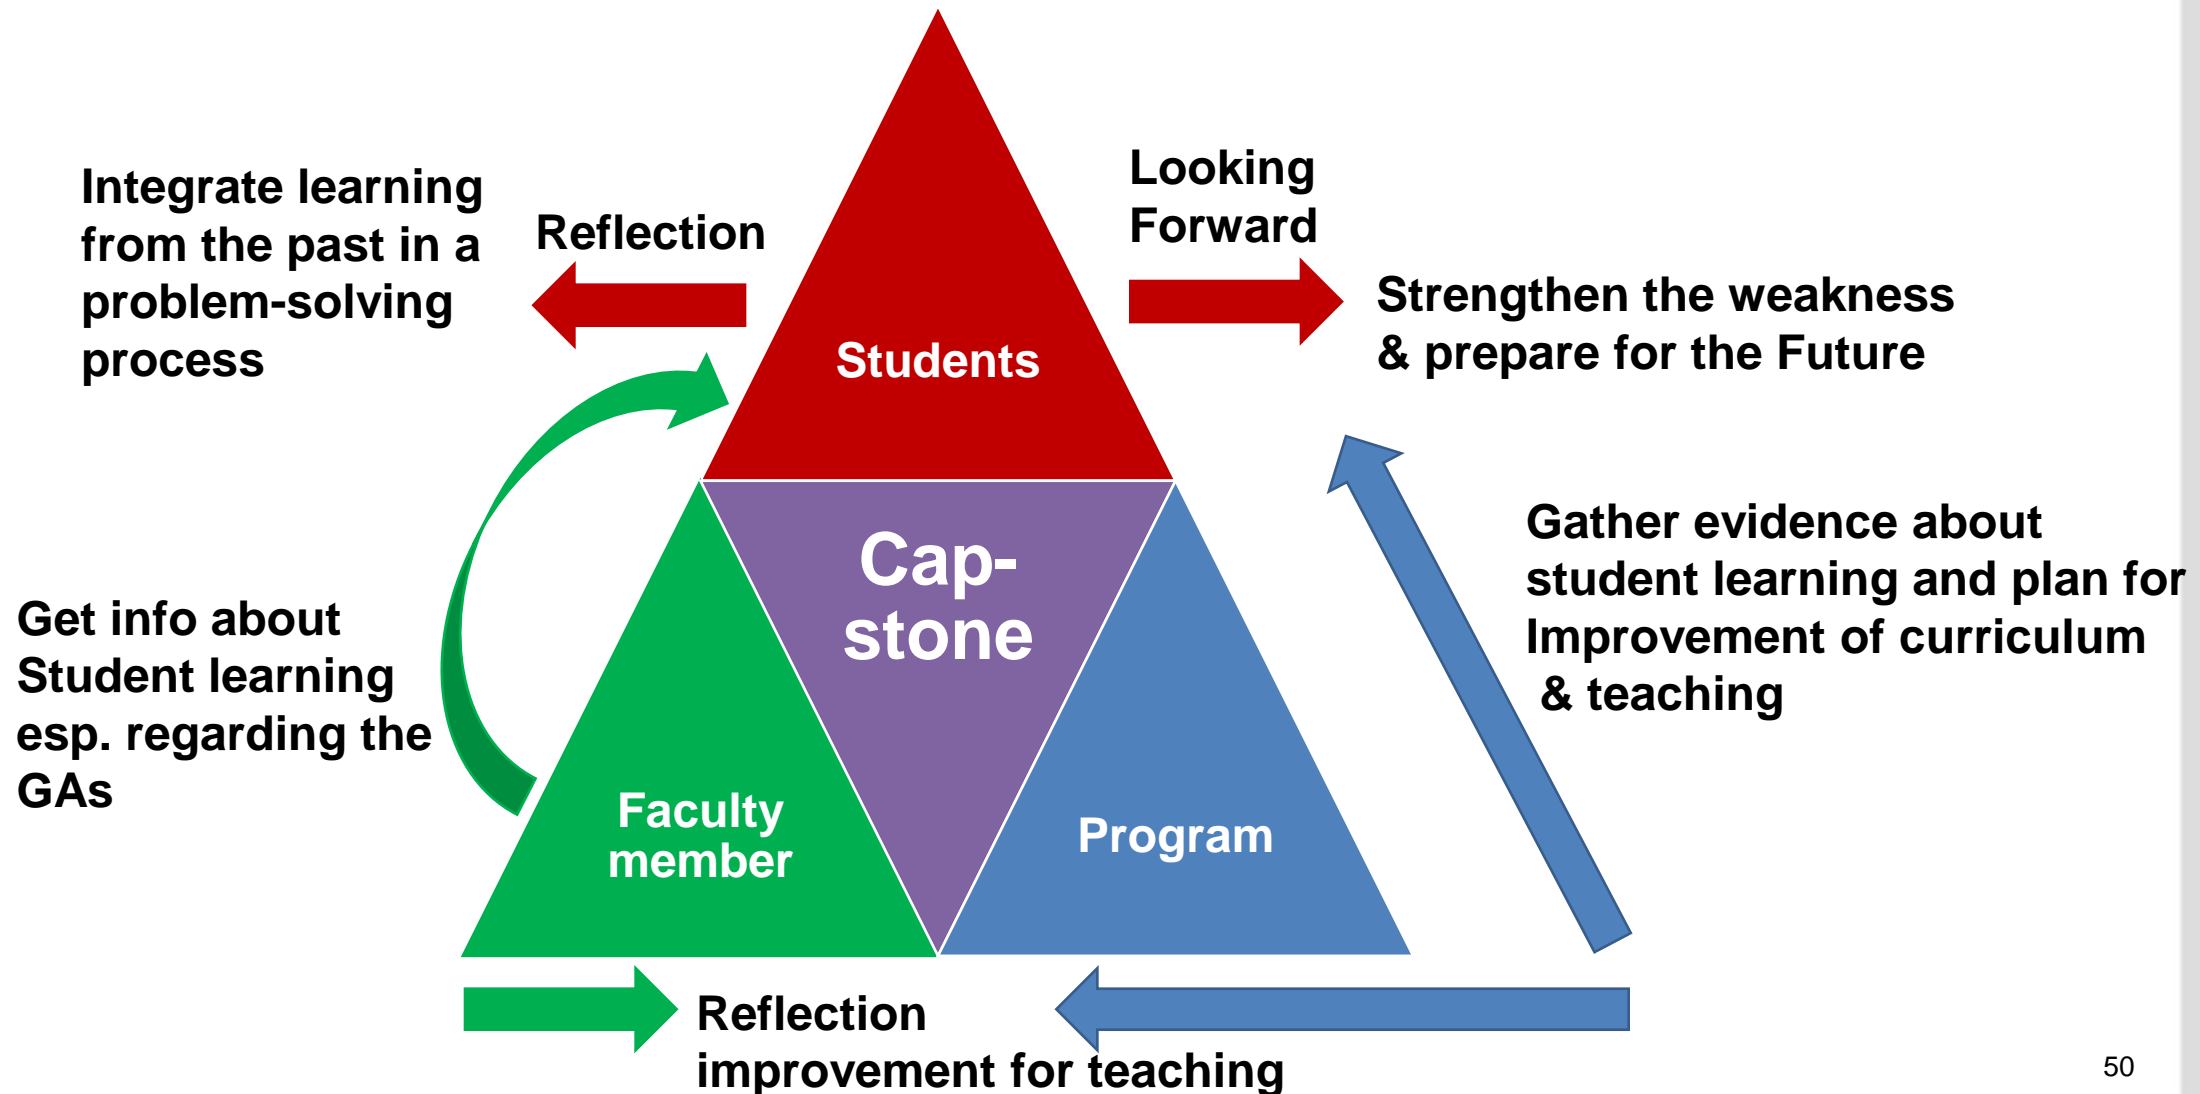 Integrate learning
from the past in a
problem-solving
process
Reflection
Looking
Forward
Strengthen the weakness
& prepare for the Future
Students
Cap-
stone
Get info about
Student learning
esp. regarding the
GAs
Faculty
member
Program
Gather evidence about
student learning and plan for
Improvement of curriculum
& teaching
Reflection
improvement for teaching
50